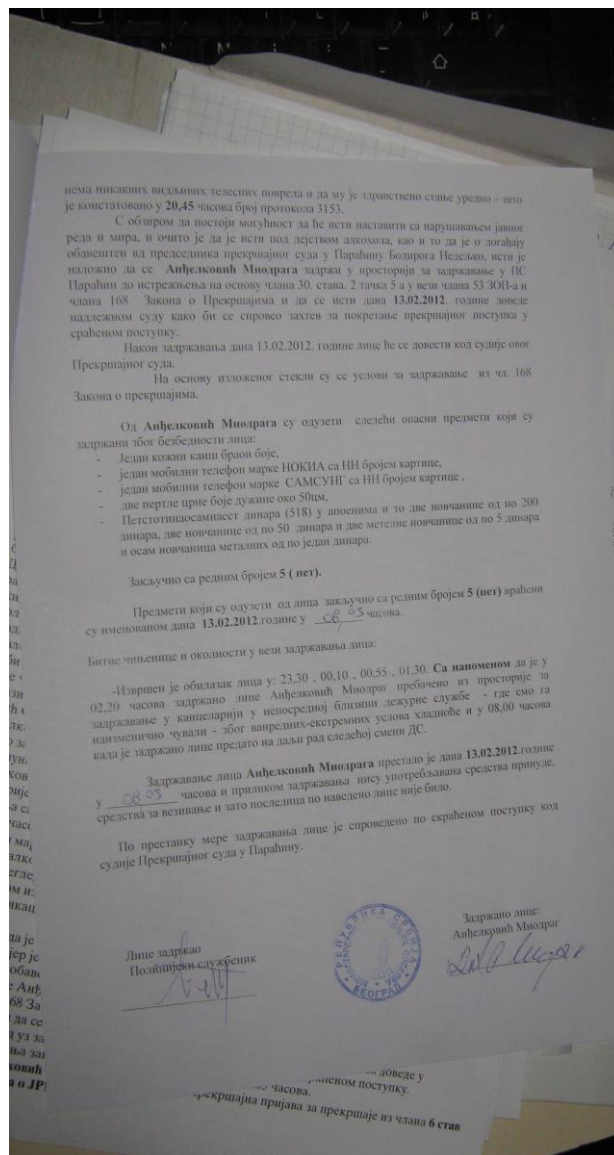 нема никаквих видљивих телесних повреда и да му је здравствено стање уредно – што
је констатовано у 20,45 часова број протокола 3153.
С обзиром да постоји могућност да ће исти наставити са нарушавањем јавног
реда и мира, и очито је да је исти под дејством алкохола, као и то да је о догађају
обавештен вд председника прекршајног суда у Параћину Бодирога Недељко, исти је
наложио да се Анђелковић Миодрага задржи у просторији за задржавање у ПС
Параћин до истрежњења на основу члана 30. става. 2 тачка 5 а у вези члана 53 ЗОП-а и
члана 168 Закона о Прекршајима и да се исти дана 13.02.2012. године доведе
надлежном суду како би се спровео захтев за покретање прекршајног поступка у
сраћеном поступку.
Након задржавања дана 13.02.2012. године лице ће се довести код судије овог
Прекршајног суда.
На основу изложеног стекли су се услови за задржавање из чл. 168
Закона о прекршајима.
Од Анђелковић Миодрага су одузети следећи опасни предмети који су
задржани због безбедности лица:
- Један кожни каиш браон боје,
- један мобилни телефон марке НОКИА са НН бројем картице,
- један мобилни телефон марке САМСУНГ са НН бројем картице ,
- две пертле црне боје дужине око 50цм,
- Петстотинаосамнаест динара (518) у апоенима и то две новчанице од по 200
динара, две новчанице од по 50 динара и две металне новчанице од по 5 динара
и осам новчаница металних од по један динара.
Закључно са редним бројем 5 ( пет).
Предмети који су одузети од лица закључно са редним бројем 5 (пет) враћени
су именованом дана 13.02.2012.године у 08,05 часова.
Битне чињенице и околности у вези задржавања лица:
-Извршен је обилазак лица у: 23,30 , 00,10 , 00,55 , 01,30. Са напоменом да је у
02,20 часова задржано лице Анђелковић Миодраг пребачено из просторије за
задржавање у канцеларији у непосредној близини дежурне службе - где смо га
наизменично чували - због ванредних-екстремних услова хладноће и у 08,00 часова
када је задржано лице предато на даљи рад следећој смени ДС.
Задржавање лица Анђелковић Миодрага престало је дана 13.02.2012.године
у 08,05 часова и приликом задржавања нису употребљавана средства принуде,
средства за везивање и зато последица по наведено лице није било.
По престанку мере задржавања лице је спроведено по скраћеном поступку код
судије Прекршајног суда у Параћину.
Лице задржао
Полицијски службеник
Задржано лице:
Анђелковић Миодраг
РЕПУБЛИКА СРБИЈА
БЕОГРАД
доведе у
поступку.
часова.
прекршајна пријава за прекршаје из члана 6 став